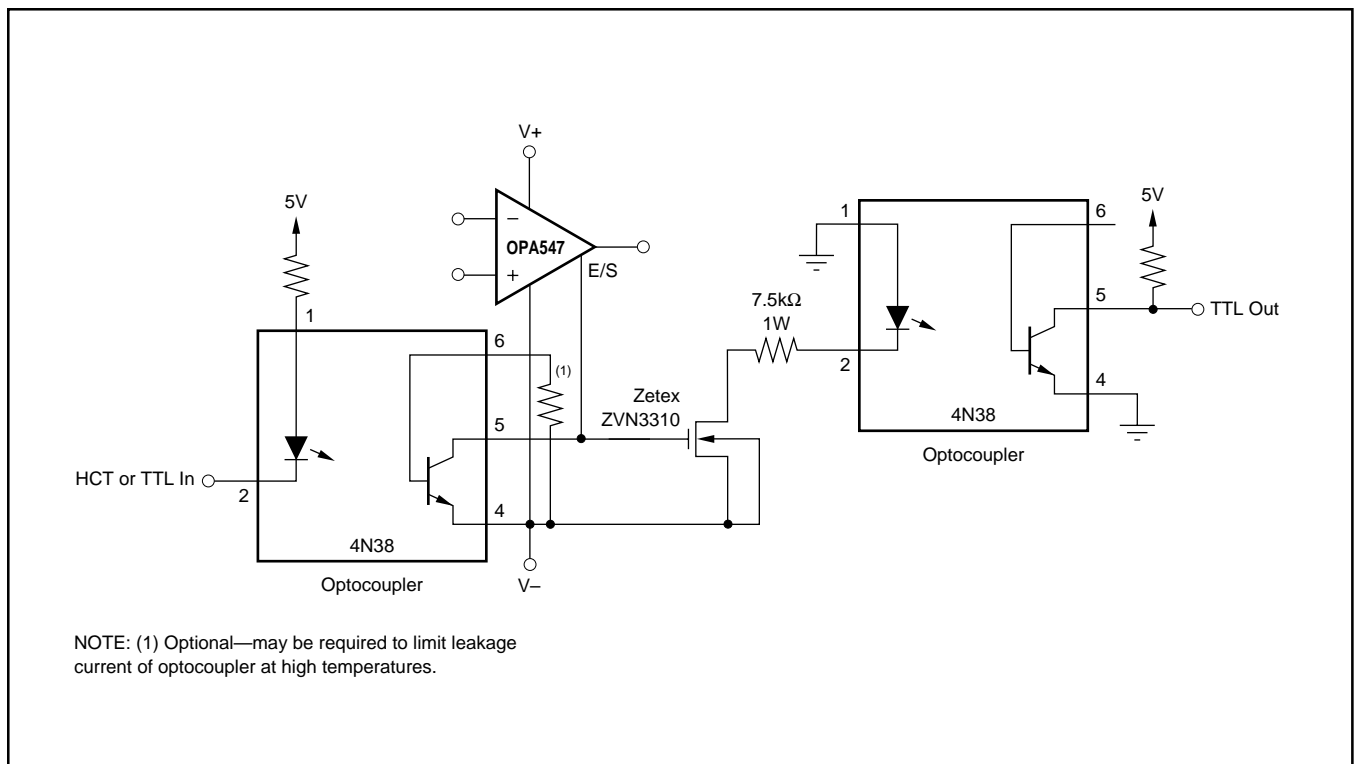 V+
5V
−
OPA547
+
E/S
1
6
(1)
5
2
HCT or TTL In
4
4N38
Optocoupler
V–
Zetex
ZVN3310
7.5kΩ
1W
1
2
6
5V
5
TTL Out
4
4N38
Optocoupler
NOTE: (1) Optional—may be required to limit leakage
current of optocoupler at high temperatures.